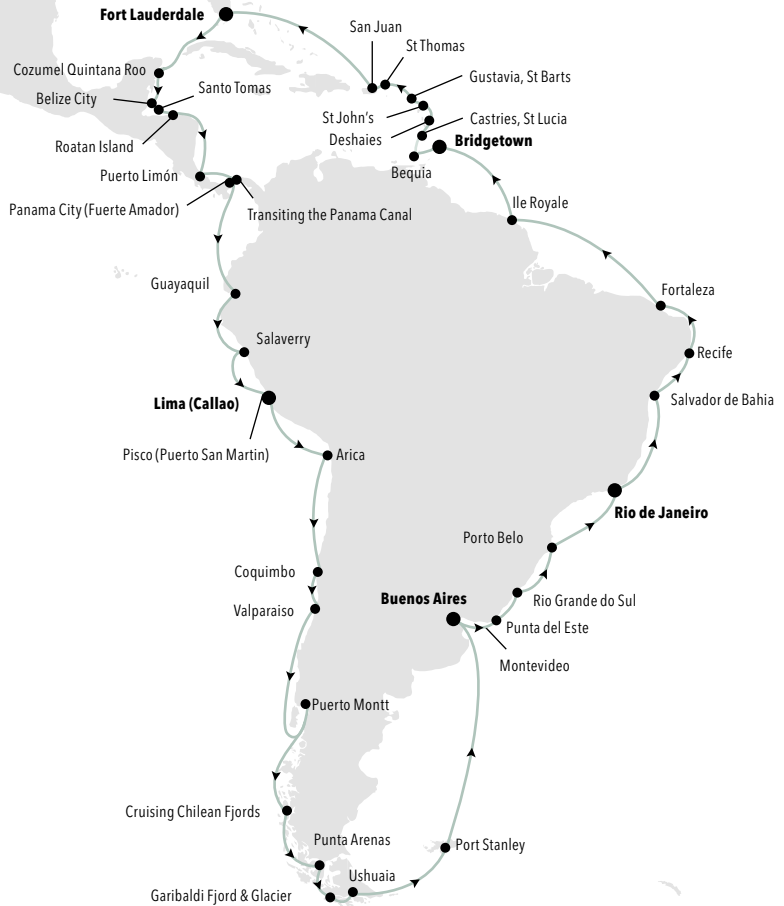 Fort Lauderdale
San Juan
St Thomas
Cozumel Quintana Roo
Gustavia, St Barts
Santo Tomas
Belize City
St John's
Castries, St Lucia
Deshaies
Bridgetown
Roatan Island
Bequia
Puerto Limón
Ile Royale
Panama City (Fuerte Amador)
Transiting the Panama Canal
Guayaquil
Fortaleza
Salaverry
Recife
Salvador de Bahia
Lima (Callao)
Pisco (Puerto San Martin)
Arica
Rio de Janeiro
Porto Belo
Coquimbo
Buenos Aires
Rio Grande do Sul
Valparaiso
Punta del Este
Montevideo
Puerto Montt
Cruising Chilean Fjords
Punta Arenas
Port Stanley
Ushuaia
Garibaldi Fjord & Glacier